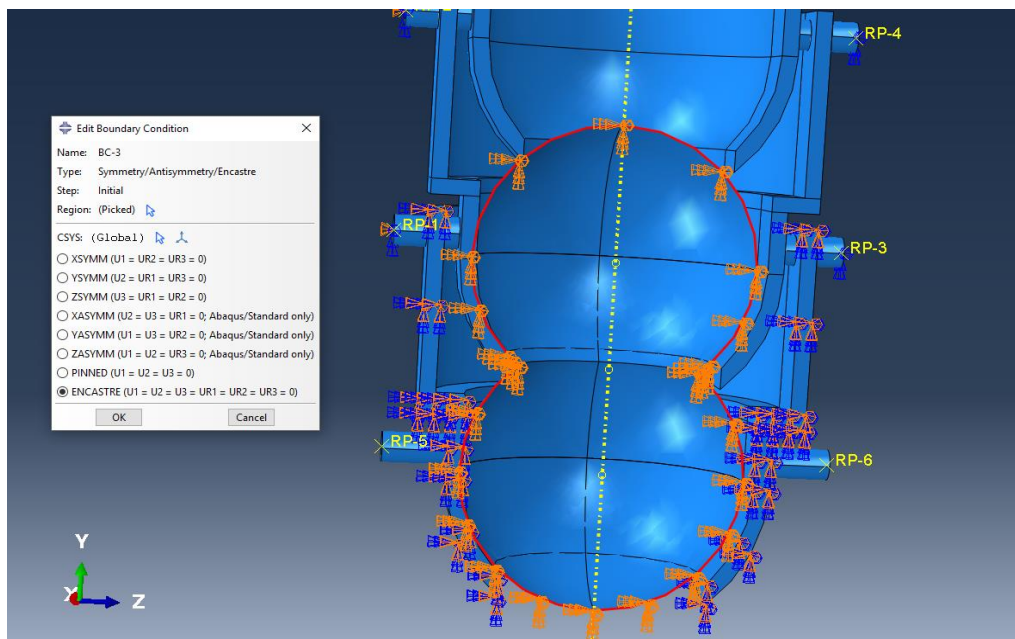 RP-4
Edit Boundary Condition
Name: BC-3
Type: Symmetry/Antisymmetry/Encastre
Step: Initial
Region: (Picked)
CSYS: (Global)
XSYMM (U1 = UR2 = UR3 = 0)
YSYMM (U2 = UR1 = UR3 = 0)
ZSYMM (U3 = UR1 = UR2 = 0)
XASYMM (U2 = U3 = UR1 = 0; Abaqus/Standard only)
YASYMM (U1 = U3 = UR2 = 0; Abaqus/Standard only)
ZASYMM (U1 = U2 = UR3 = 0; Abaqus/Standard only)
PINNED (U1 = U2 = U3 = 0)
ENCASTRE (U1 = U2 = U3 = UR1 = UR2 = UR3 = 0)
OK Cancel
RP-1
RP-3
RP-5
RP-6
Y
X Z